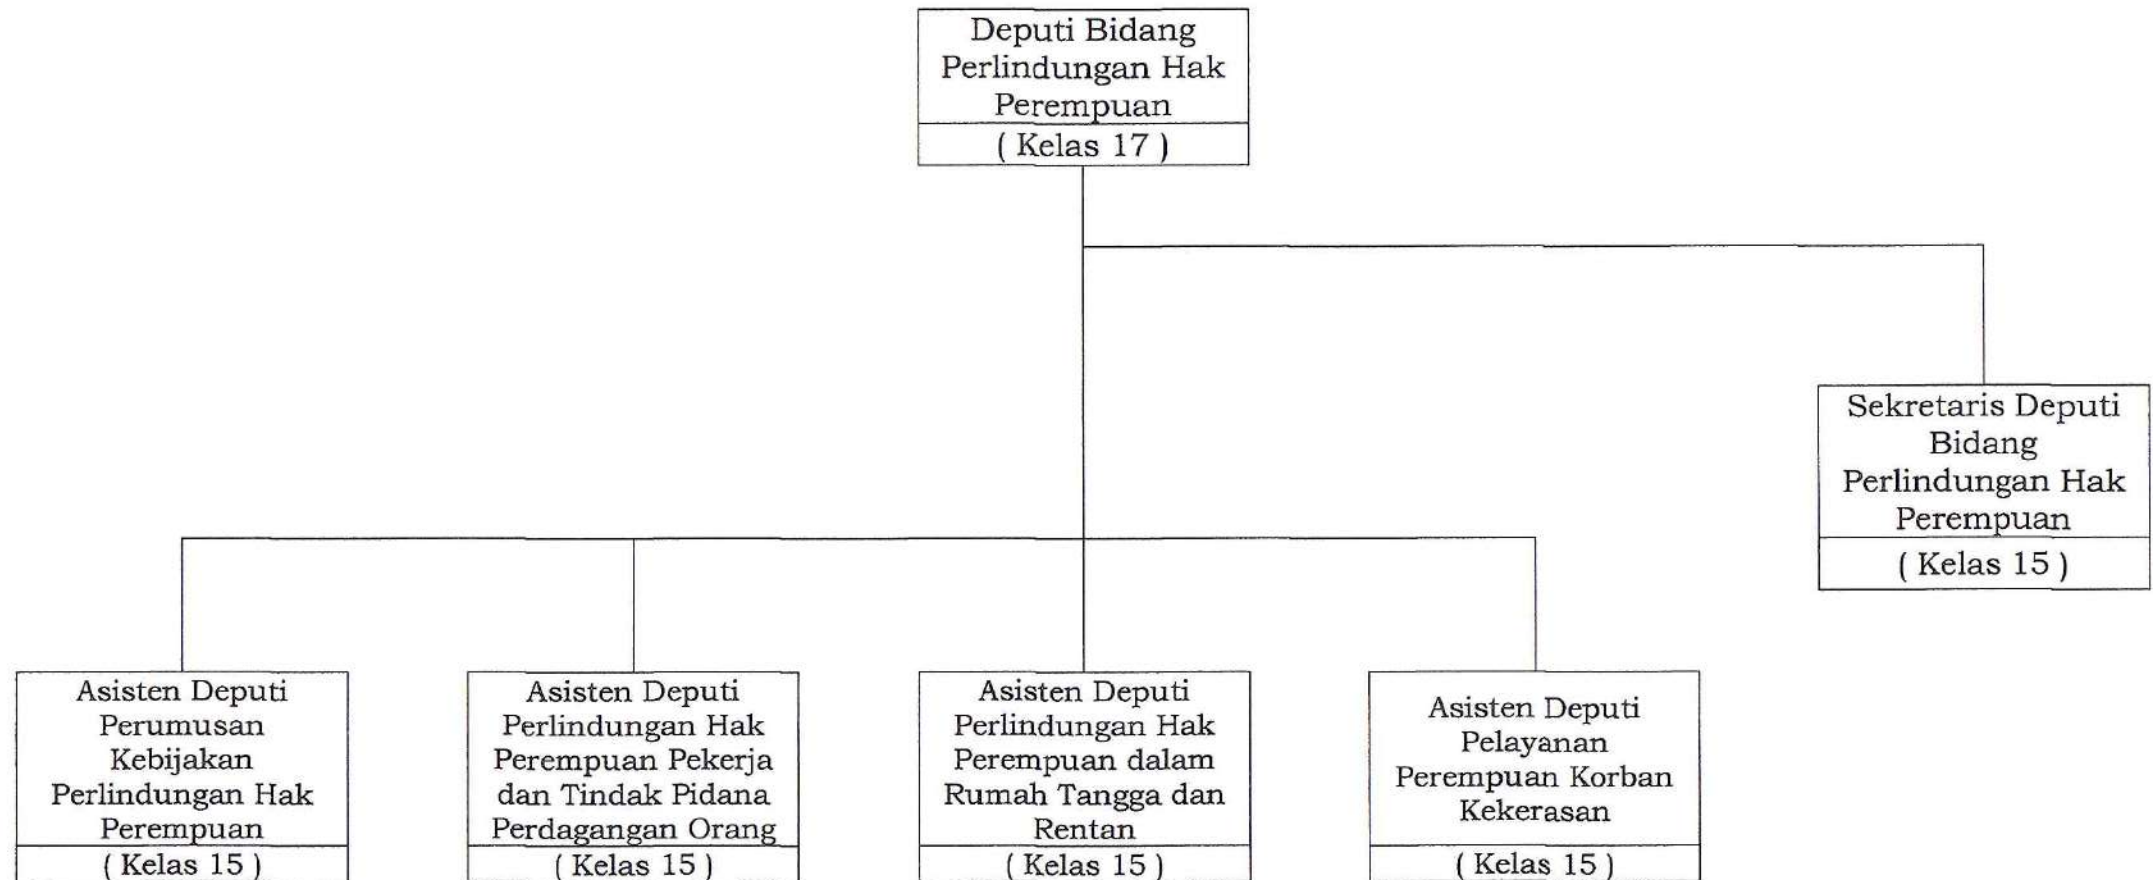 Deputi Bidang
Perlindungan Hak
Perempuan
( Kelas 17 )
Sekretaris Deputi
Bidang
Perlindungan Hak
Perempuan
( Kelas 15 )
Asisten Deputi
Perumusan
Kebijakan
Perlindungan Hak
Perempuan
( Kelas 15 )
Asisten Deputi
Perlindungan Hak
Perempuan Pekerja
dan Tindak Pidana
Perdagangan Orang
( Kelas 15 )
Asisten Deputi
Perlindungan Hak
Perempuan dalam
Rumah Tangga dan
Rentan
( Kelas 15 )
Asisten Deputi
Pelayanan
Perempuan Korban
Kekerasan
( Kelas 15 )